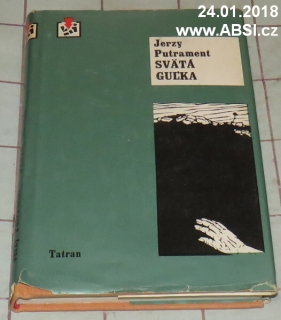 24.01.2018
www.ABSI.cz
Jerzy
Putrament
SVÄTÁ
GUĽKA
Tatran